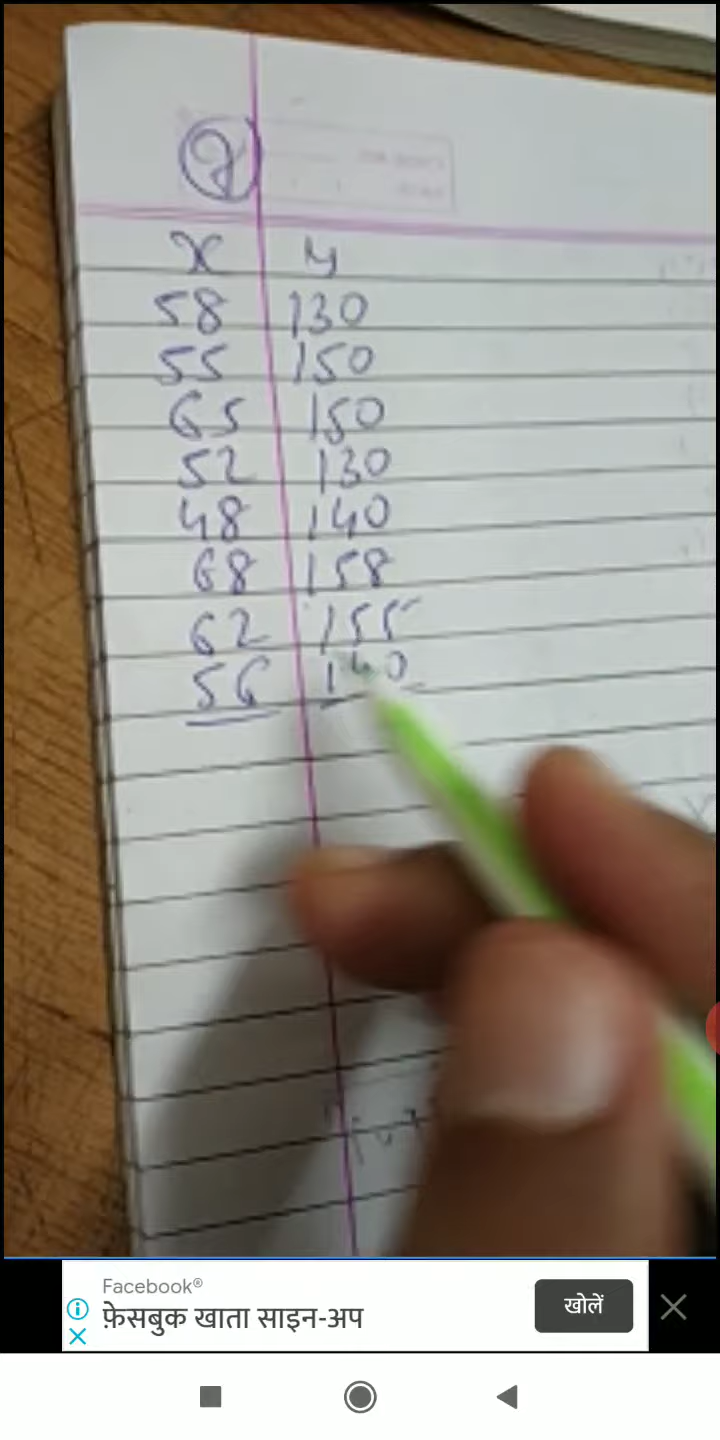 Q
x y
58 130
55 150
65 150
52 130
48 140
68 158
62 155
56 140
Facebook®
फ़ेसबुक खाता साइन-अप
खोलें